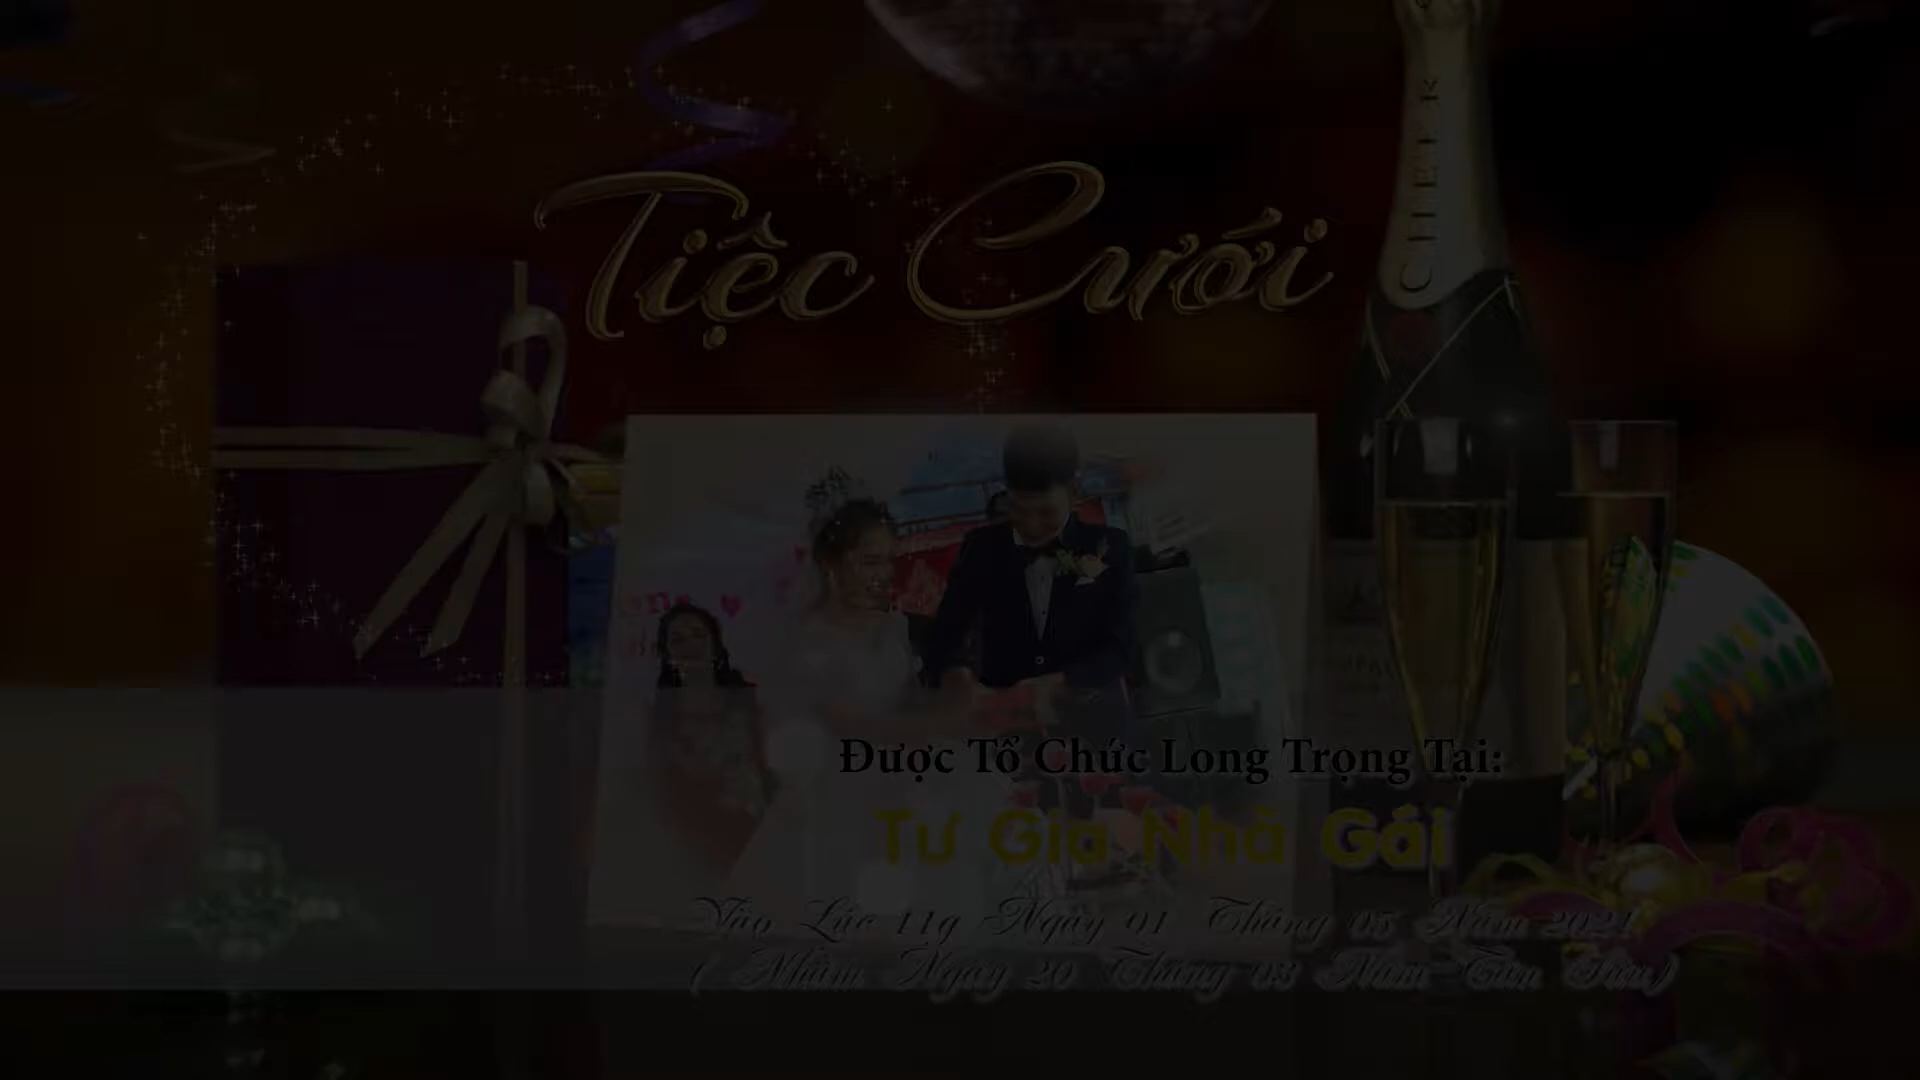 Tiệc Cưới
CHIER
Được Tổ Chức Long Trọng Tại:
Tư Gia Nhà Gái
Vào Lúc 11g Ngày 01 Tháng 05 Năm 2021
( Nhằm Ngày 20 Tháng 03 Năm Tân Sửu)